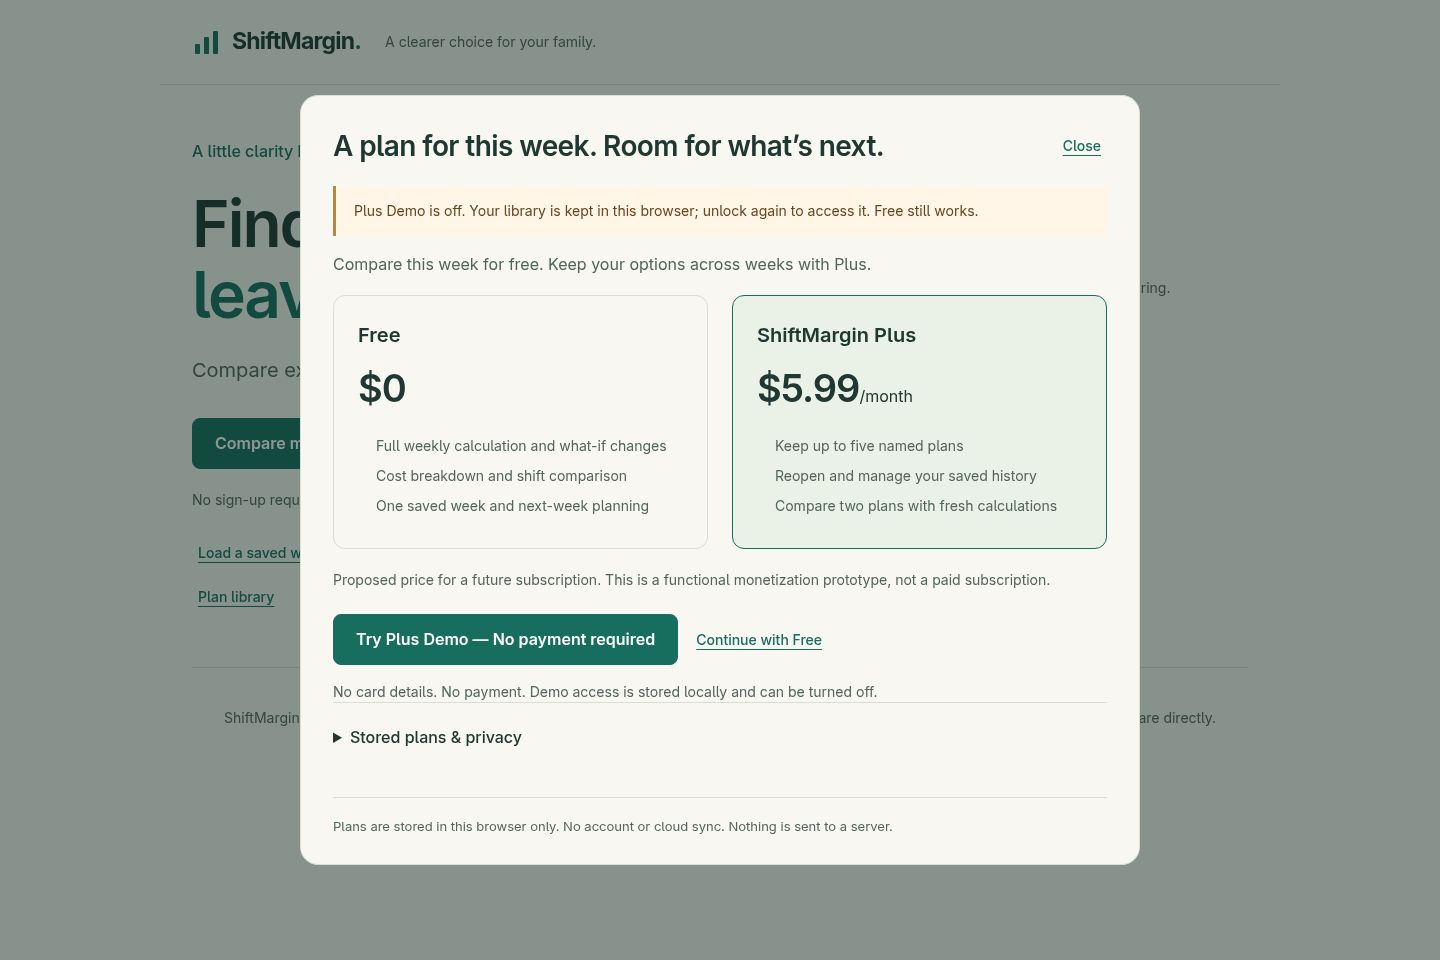 ShiftMargin.
A clearer choice for your family.
A plan for this week. Room for what’s next.
Close
A little clarity
Plus Demo is off. Your library is kept in this browser; unlock again to access it. Free still works.
Compare this week for free. Keep your options across weeks with Plus.
leav
ring.
Free
$0
Full weekly calculation and what-if changes
Cost breakdown and shift comparison
One saved week and next-week planning
ShiftMargin Plus
$5.99/month
Keep up to five named plans
Reopen and manage your saved history
Compare two plans with fresh calculations
Compare ex
Compare m
No sign-up requ
Load a saved w
Plan library
Proposed price for a future subscription. This is a functional monetization prototype, not a paid subscription.
Try Plus Demo — No payment required
Continue with Free
No card details. No payment. Demo access is stored locally and can be turned off.
ShiftMargin
are directly.
Stored plans & privacy
Plans are stored in this browser only. No account or cloud sync. Nothing is sent to a server.